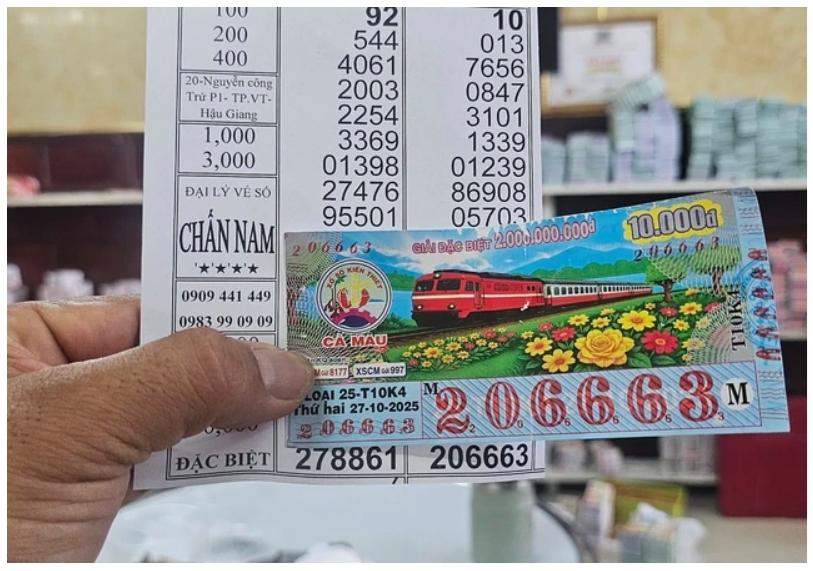 100 92 10
200 544 013
400 4061 7656
20-Nguyễn công
Trứ P1- TP.VT-
Hậu Giang
2003 0847
2254 3101
1,000 3369 1339
3,000 01398 01239
27476 86908
95501 05703
ĐẠI LÝ VÉ SỐ
CHẤN NAM
★★★★
0909 441 449
0983 99 09 09
ĐẶC BIỆT 278861 206663
206663
GIẢI ĐẶC BIỆT 2.000.000.000đ
10.000đ
206663
XỔ SỐ KIẾN THIẾT
CÀ MAU
8177
XSCM Gửi 997
LOẠI 25-T10K4
Thứ hai 27-10-2025
206663
M 206663 M
T10K4